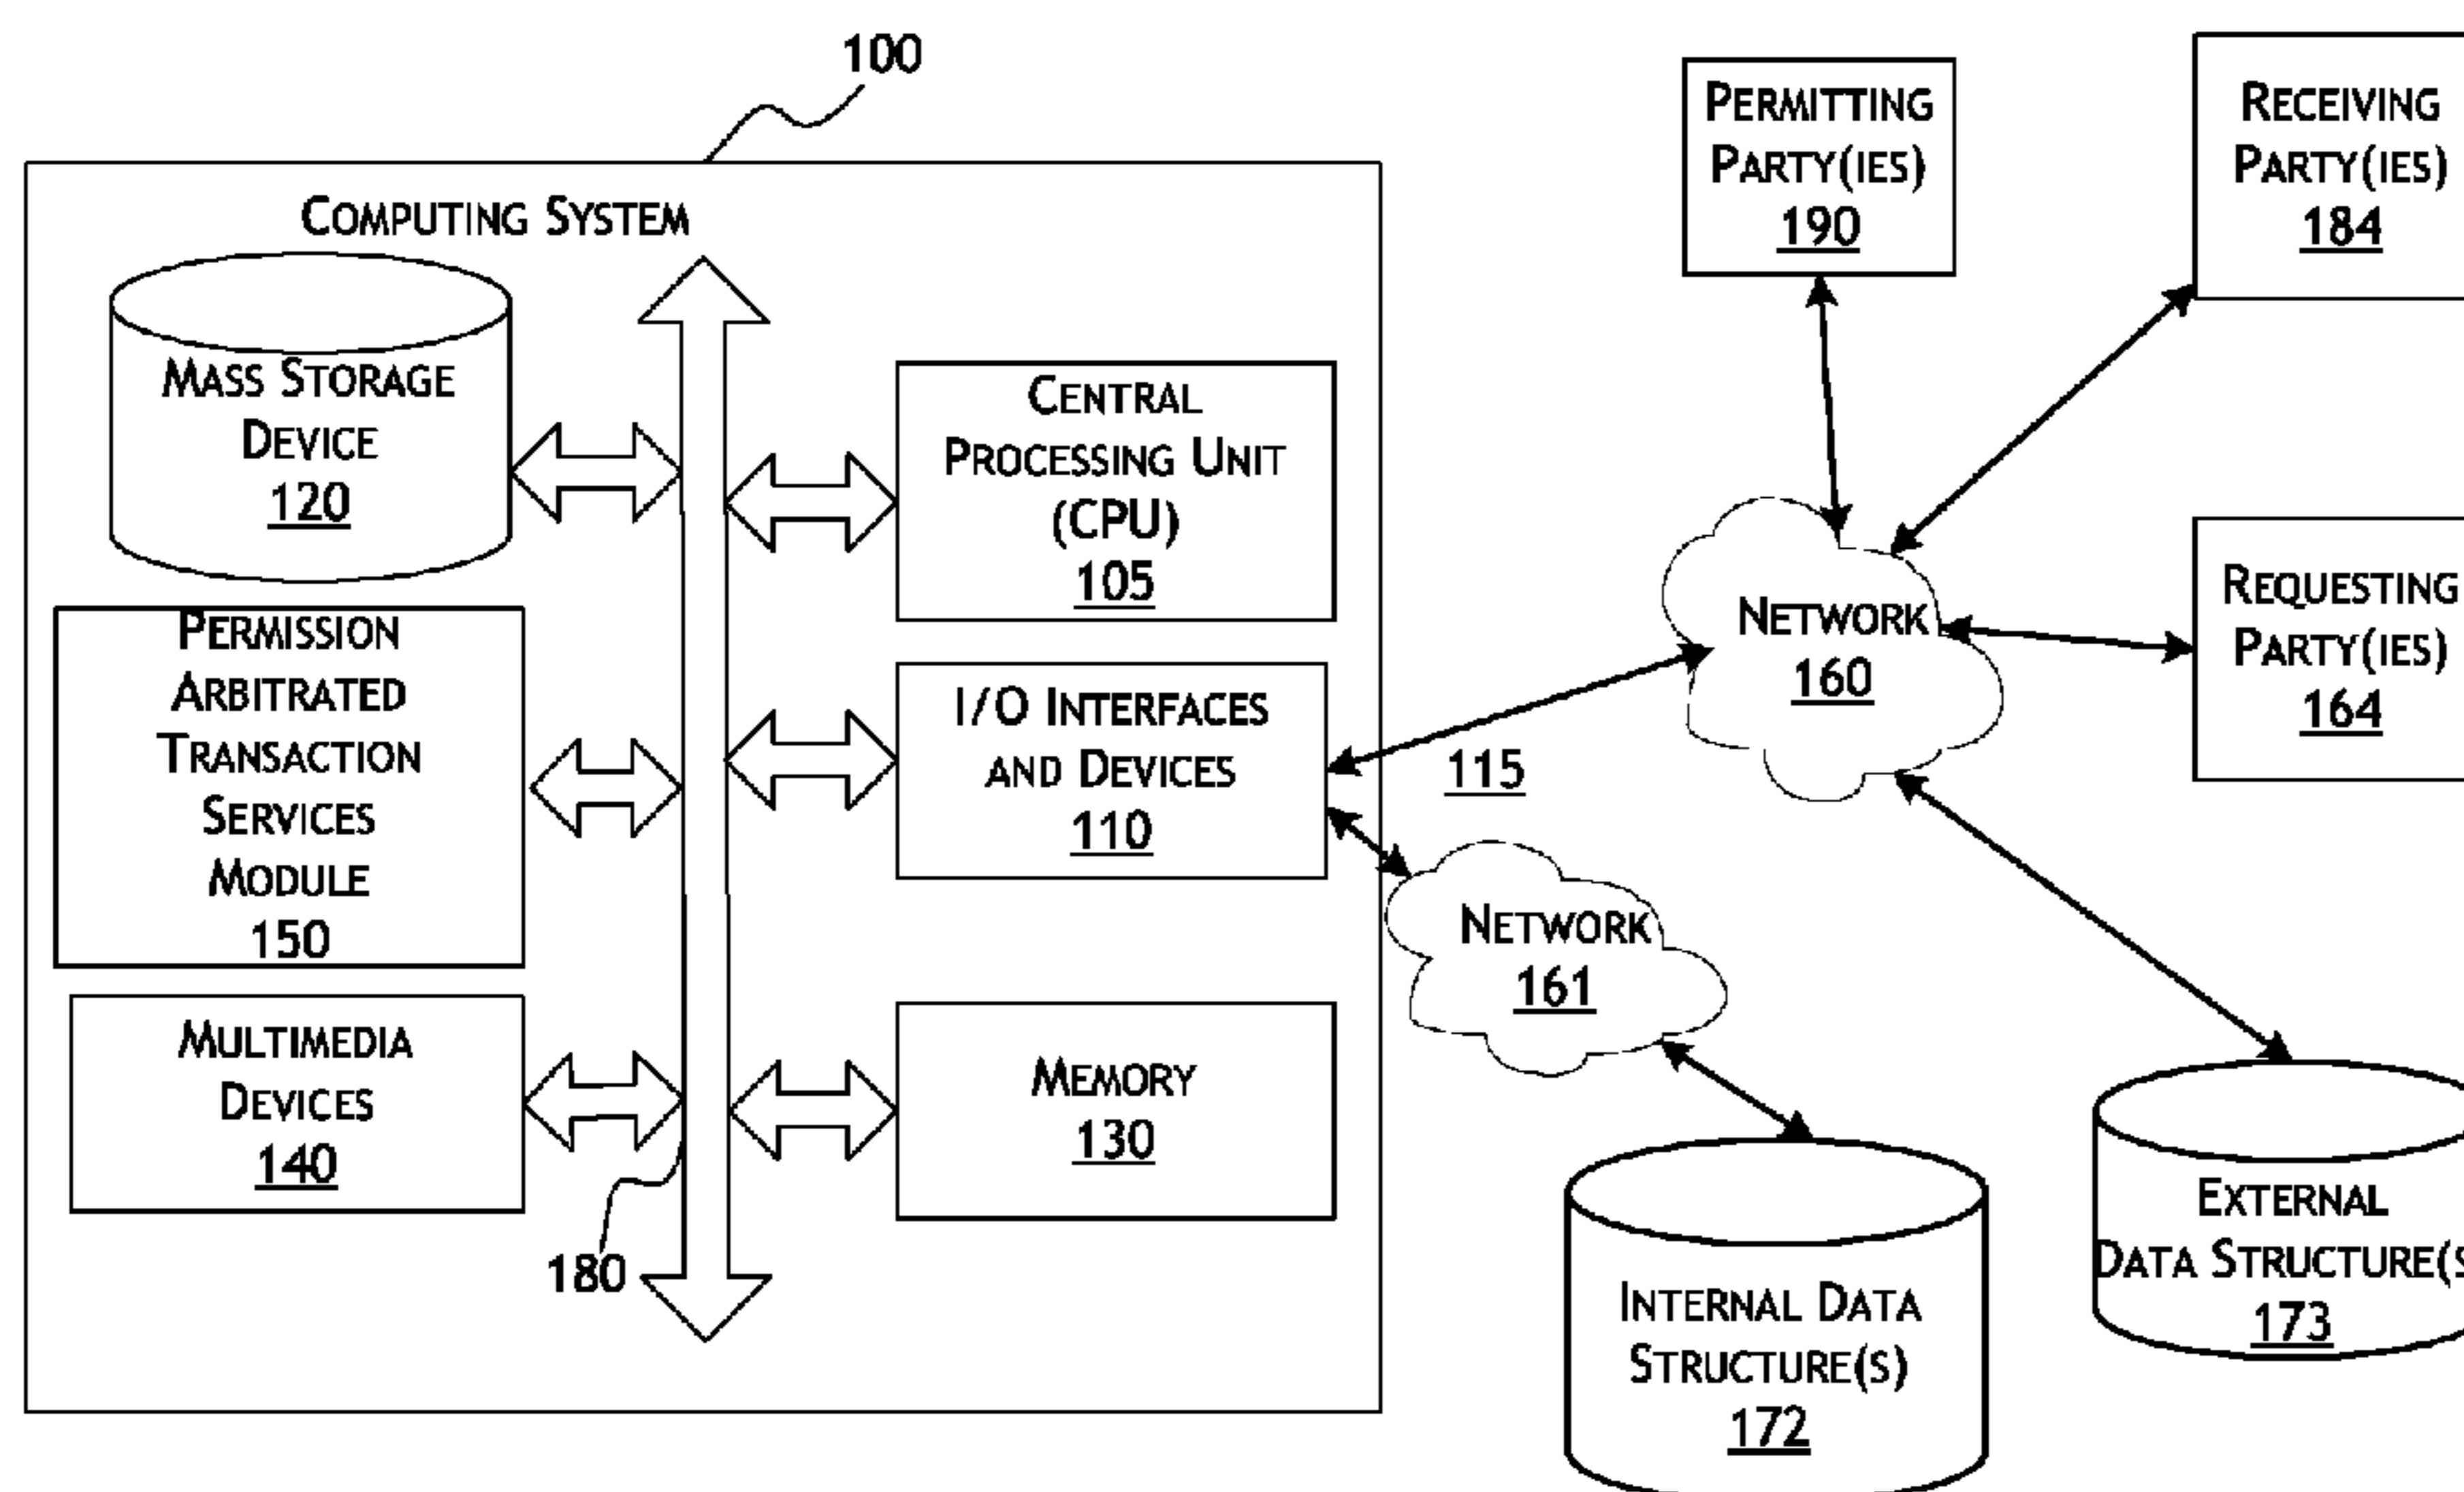 100
COMPUTING SYSTEM
MASS STORAGE
DEVICE
120
PERMISSION
ARBITRATED
TRANSACTION
SERVICES
MODULE
150
MULTIMEDIA
DEVICES
140
180
CENTRAL
PROCESSING UNIT
(CPU)
105
I/O INTERFACES
AND DEVICES
110
MEMORY
130
115
PERMITTING
PARTY(IES)
190
RECEIVING
PARTY(IES)
184
NETWORK
160
REQUESTING
PARTY(IES)
164
NETWORK
161
INTERNAL DATA
STRUCTURE(S)
172
EXTERNAL
DATA STRUCTURE(S
173